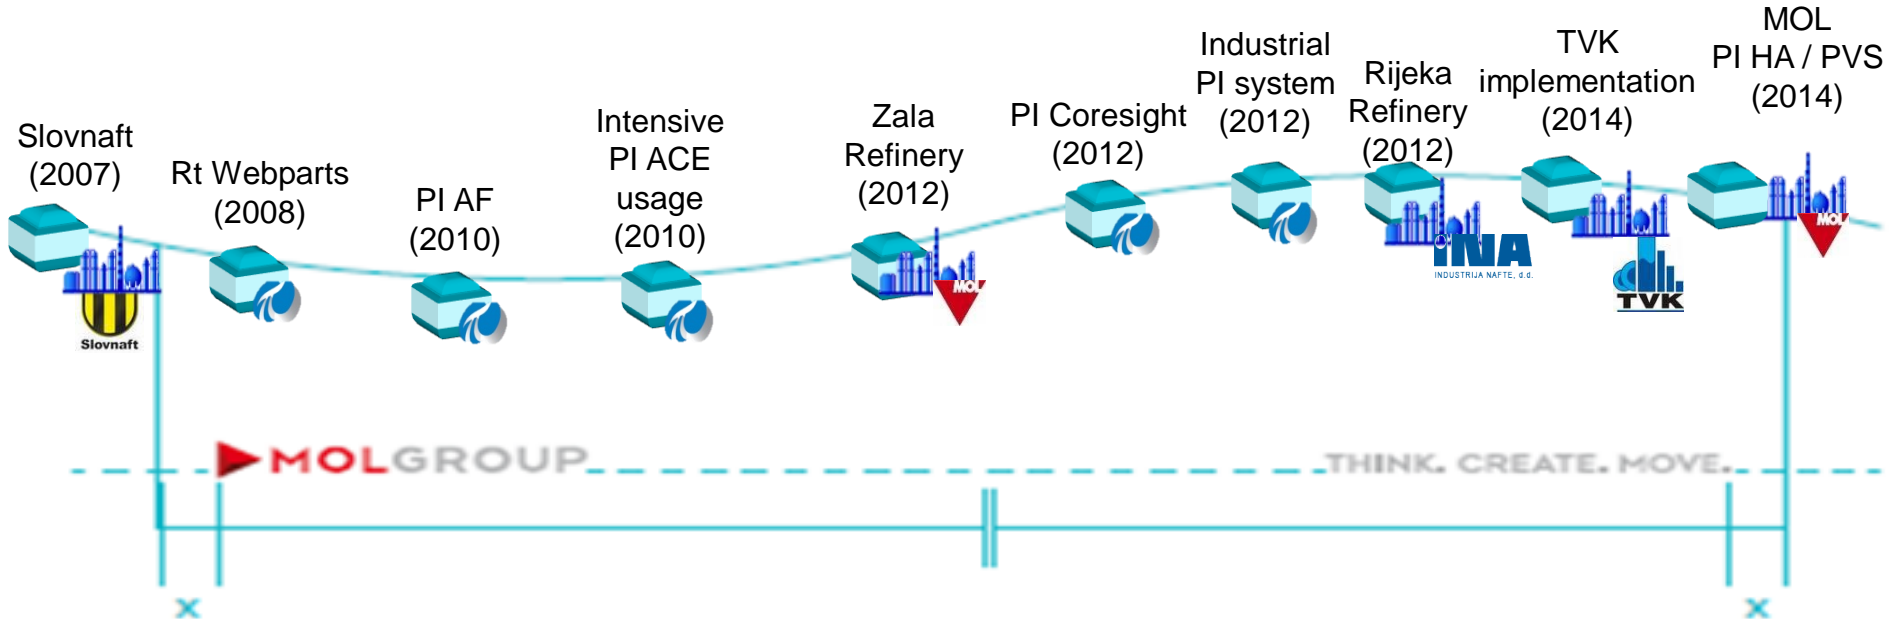 Slovnaft
(2007)
Slovnaft
Rt Webparts
(2008)
PI AF
(2010)
Intensive
PI ACE
usage
(2010)
Zala
Refinery
(2012)
MOL
PI Coresight
(2012)
Industrial
PI system
(2012)
Rijeka
Refinery
(2012)
INA
INDUSTRIJA NAFTE, d.d.
TVK
implementation
(2014)
TVK
MOL
PI HA / PVS
(2014)
MOL
MOLGROUP
THINK. CREATE. MOVE.
x
x